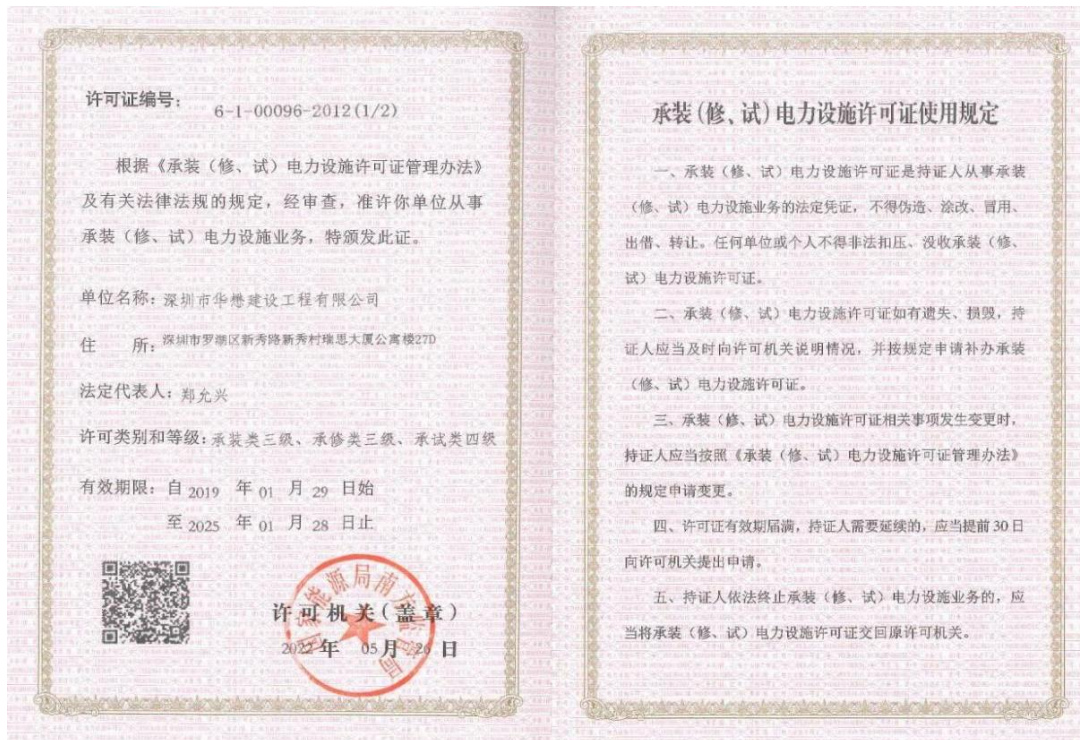 许可证编号： 6-1-00096-2012(1/2)
根据《承装（修、试）电力设施许可证管理办法》
及有关法律法规的规定，经审查，准许你单位从事
承装（修、试）电力设施业务，特颁发此证。
单位名称：深圳市华懋建设工程有限公司
住 所：深圳市罗湖区新秀路新秀村瑞思大厦公寓楼27D
法定代表人：郑允兴
许可类别和等级：承装类三级、承修类三级、承试类四级
有效期限：自 2019 年 01 月 29 日始
至 2025 年 01 月 28 日止
国家能源局南方监管局
许可机关（盖章）
2022 年 05 月 26 日
承装（修、试）电力设施许可证使用规定
一、承装（修、试）电力设施许可证是持证人从事承装
（修、试）电力设施业务的法定凭证，不得伪造、涂改、冒用、
出借、转让。任何单位或个人不得非法扣压、没收承装（修、
试）电力设施许可证。
二、承装（修、试）电力设施许可证如有遗失、损毁，持
证人应当及时向许可机关说明情况，并按规定申请补办承装
（修、试）电力设施许可证。
三、承装（修、试）电力设施许可证相关事项发生变更时，
持证人应当按照《承装（修、试）电力设施许可证管理办法》
的规定申请变更。
四、许可证有效期届满，持证人需要延续的，应当提前 30 日
向许可机关提出申请。
五、持证人依法终止承装（修、试）电力设施业务的，应
当将承装（修、试）电力设施许可证交回原许可机关。